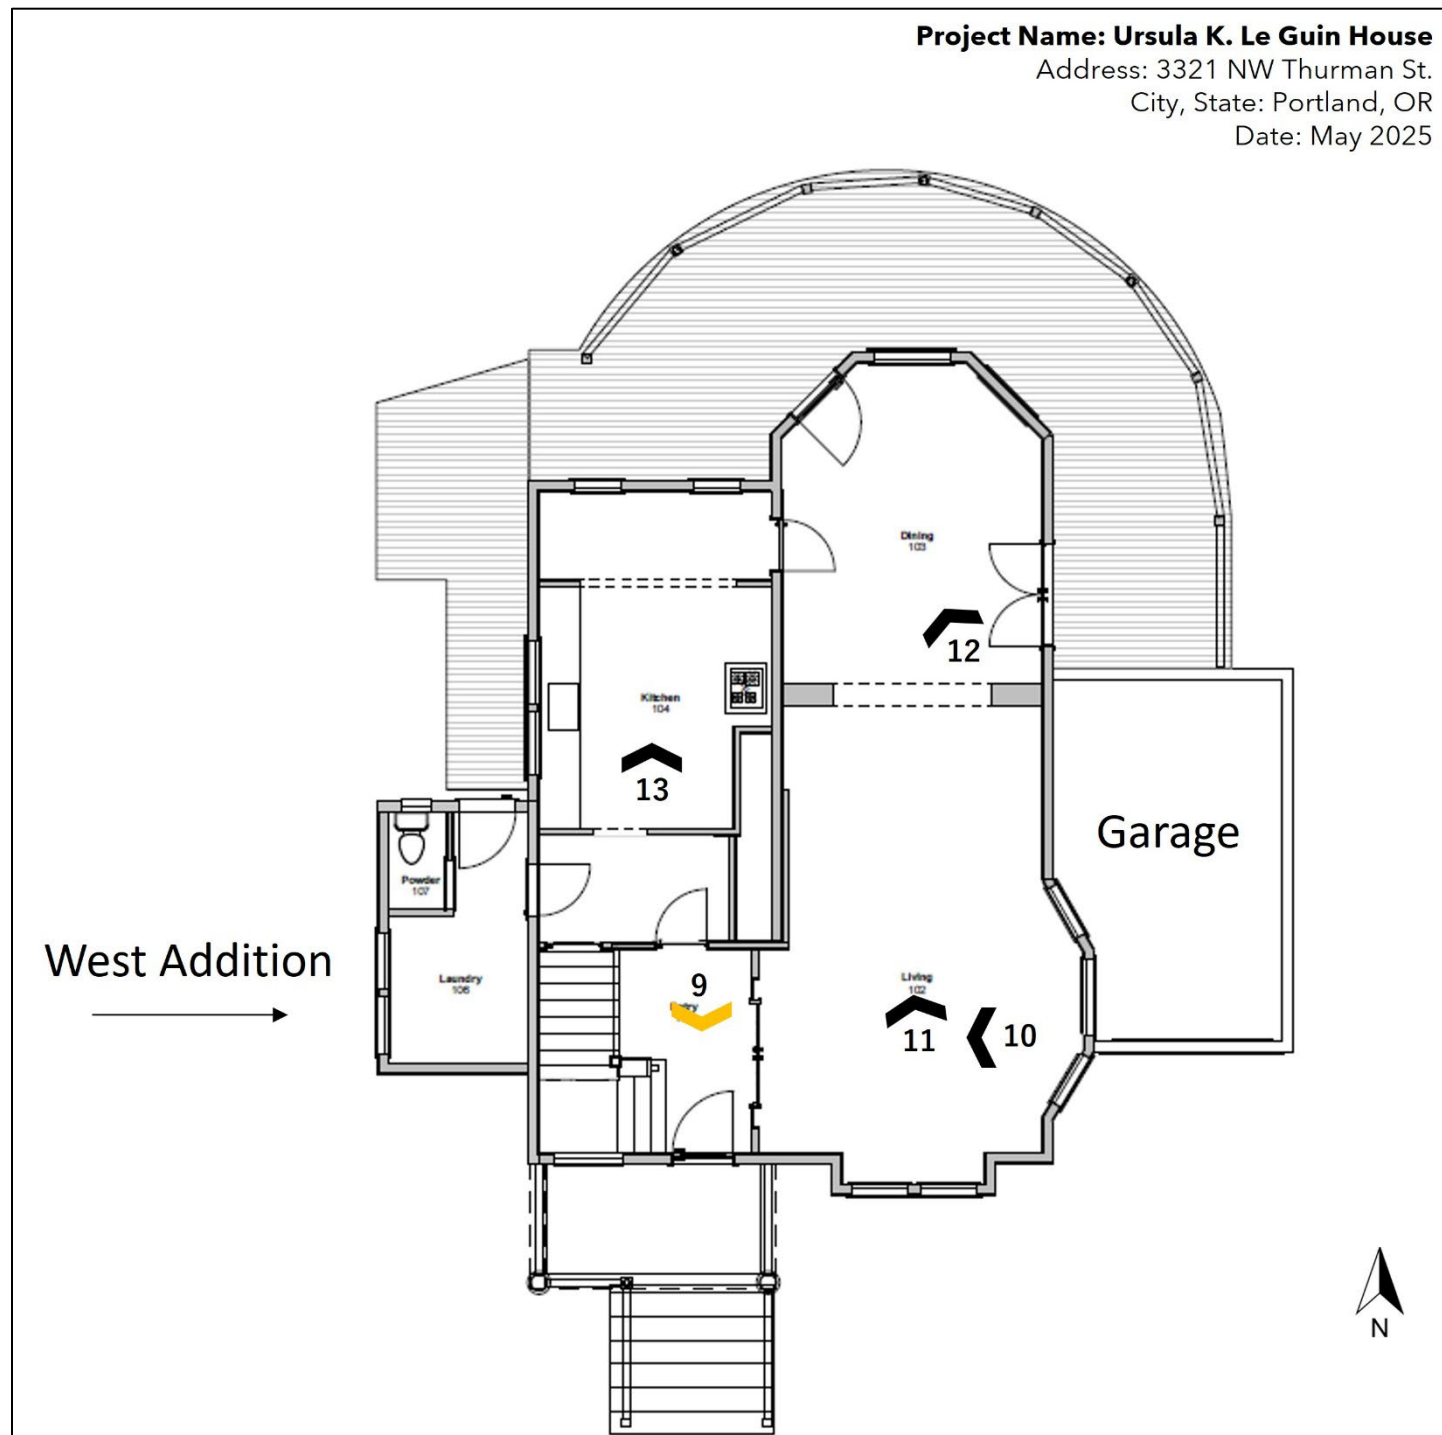 Project Name: Ursula K. Le Guin House
Address: 3321 NW Thurman St.
City, State: Portland, OR
Date: May 2025
Dining
103
12
Kitchen
104
13
Garage
Powder
107
West Addition
Laundry
106
9
Living
102
11
10
N